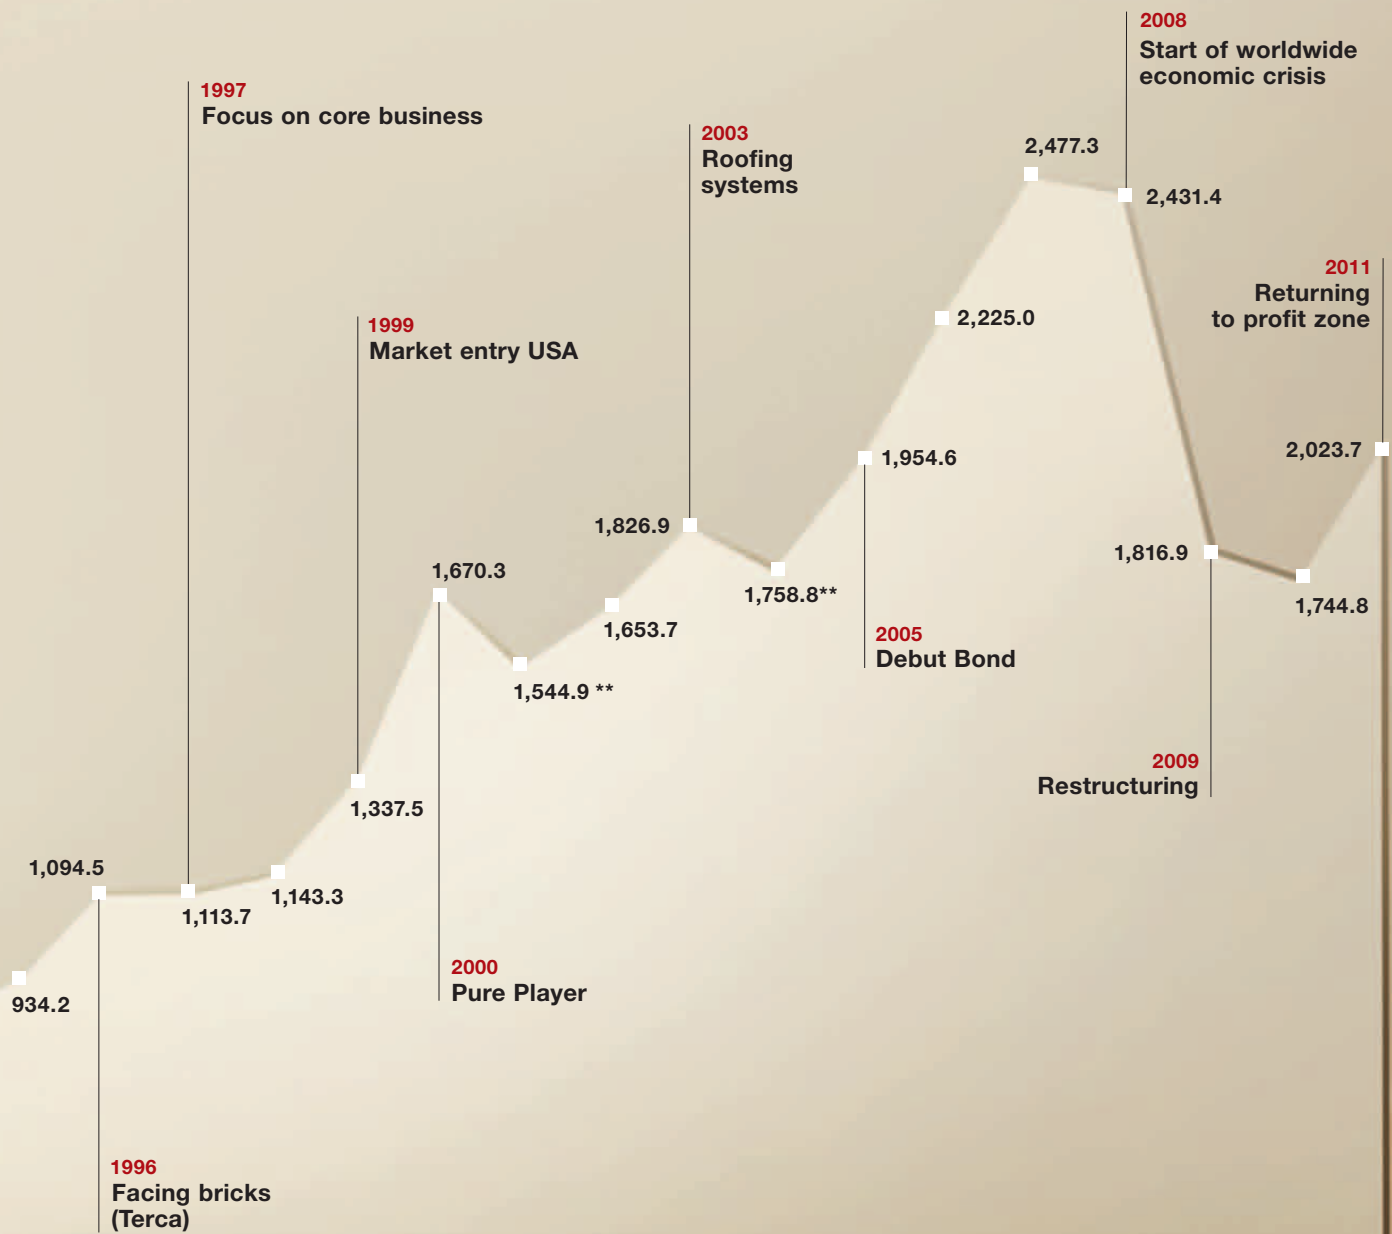 2008
Start of worldwide
economic crisis
1997
Focus on core business
2003
Roofing
systems
2,477.3
2,431.4
2011
Returning
to profit zone
1999
Market entry USA
2,225.0
2,023.7
1,954.6
1,826.9
1,816.9
1,670.3
1,758.8**
1,744.8
1,653.7
2005
Debut Bond
1,544.9 **
2009
Restructuring
1,337.5
1,094.5
1,143.3
1,113.7
2000
Pure Player
934.2
1996
Facing bricks
(Terca)